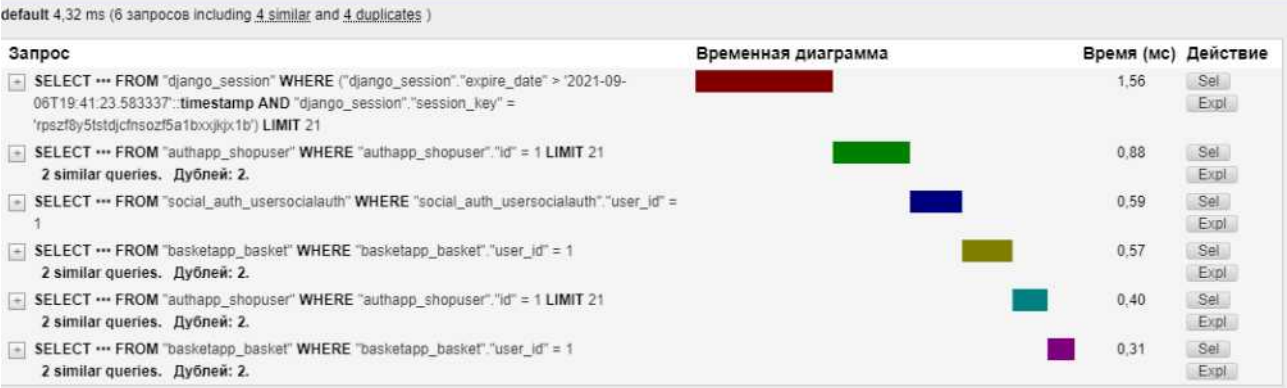 default 4,32 ms (6 запросов including 4 similar and 4 duplicates )
Запрос Временная диаграмма Время (мс) Действие
+ SELECT ••• FROM "django_session" WHERE ("django_session"."expire_date" > '2021-09- 1,56 Sel
06T19:41:23.583337'::timestamp AND "django_session"."session_key" = Expl
'rpszf8y5tstdjcfnsozf5a1bxxjkjx1b') LIMIT 21
+ SELECT ••• FROM "authapp_shopuser" WHERE "authapp_shopuser"."id" = 1 LIMIT 21 0,88 Sel
2 similar queries. Дублей: 2. Expl
+ SELECT ••• FROM "social_auth_usersocialauth" WHERE "social_auth_usersocialauth"."user_id" = 0,59 Sel
1 Expl
+ SELECT ••• FROM "basketapp_basket" WHERE "basketapp_basket"."user_id" = 1 0,57 Sel
2 similar queries. Дублей: 2. Expl
+ SELECT ••• FROM "authapp_shopuser" WHERE "authapp_shopuser"."id" = 1 LIMIT 21 0,40 Sel
2 similar queries. Дублей: 2. Expl
+ SELECT ••• FROM "basketapp_basket" WHERE "basketapp_basket"."user_id" = 1 0,31 Sel
2 similar queries. Дублей: 2. Expl